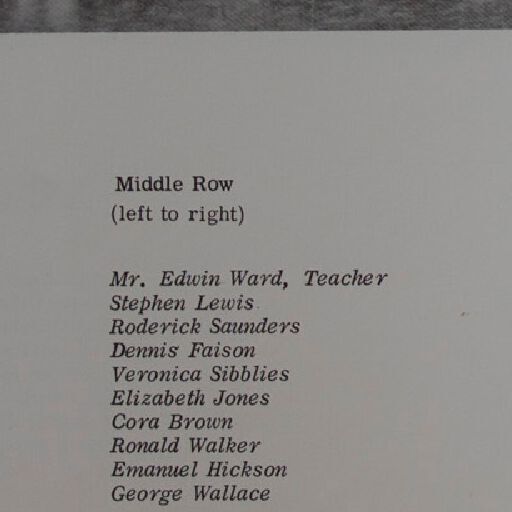 Middle Row
(left to right)
Mr. Edwin Ward, Teacher
Stephen Lewis
Roderick Saunders
Dennis Faison
Veronica Sibblies
Elizabeth Jones
Cora Brown
Ronald Walker
Emanuel Hickson
George Wallace